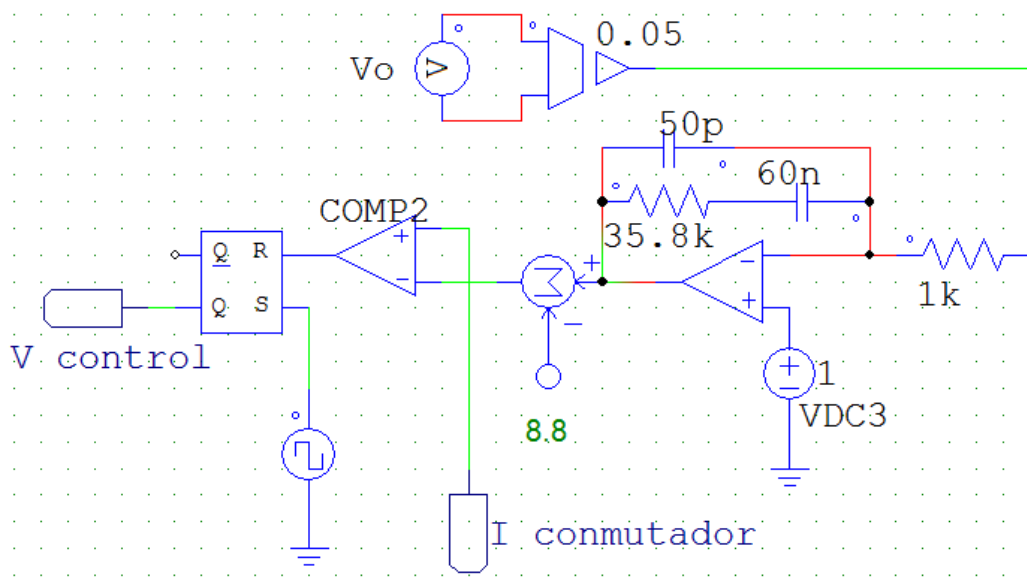 0.05
Vo
V
50p
60n
COMP2
35.8k
+
−
Σ
+
−
−
+
1k
Q R
Q S
V control
8.8
+
−
1
VDC3
I conmutador